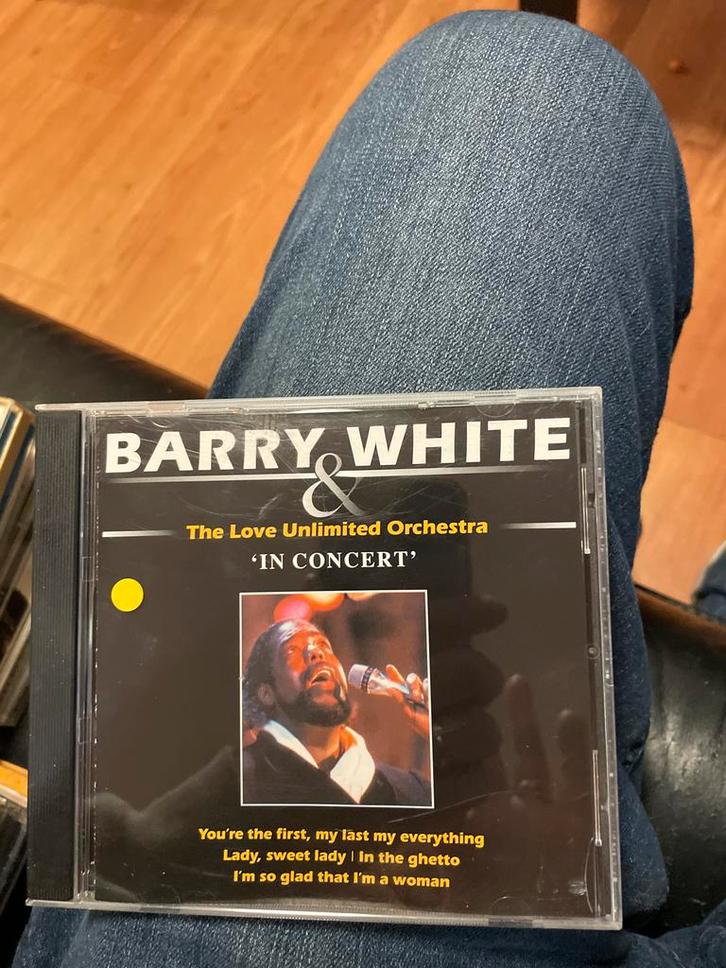 BARRY WHITE
&
The Love Unlimited Orchestra
‘IN CONCERT’
You're the first, my last my everything
Lady, sweet lady | In the ghetto
I'm so glad that I'm a woman